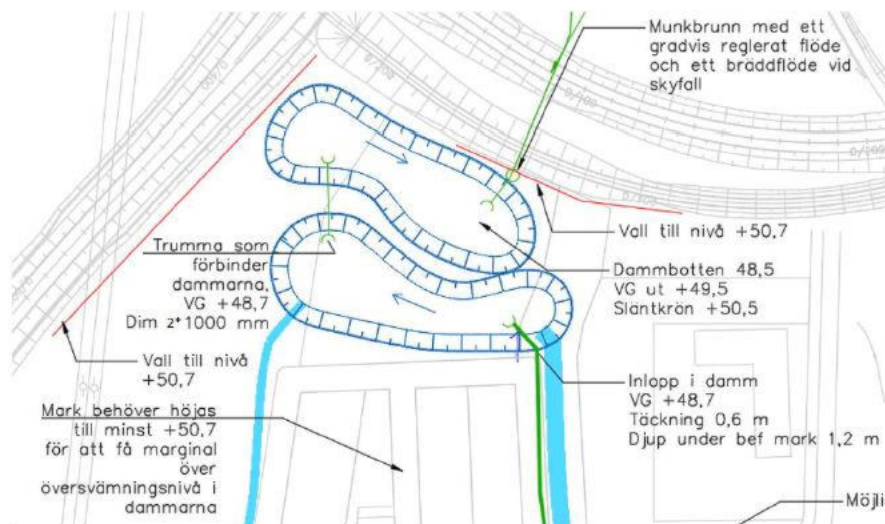 Munkbrunn med ett
gradvis reglerat flöde
och ett bräddflöde vid
skyfall
Vall till nivå +50,7
Trumma som
förbinder
dammarna,
VG +48,7
Dim 2*1000 mm
Dammbotten 48,5
VG ut +49,5
Släntkrön +50,5
Vall till nivå
+50,7
Inlopp i damm
VG +48,7
Täckning 0,6 m
Djup under bef mark 1,2 m
Mark behöver höjas
till minst +50,7
för att få marginal
över
översvämningsnivå i
dammarna
Möjli